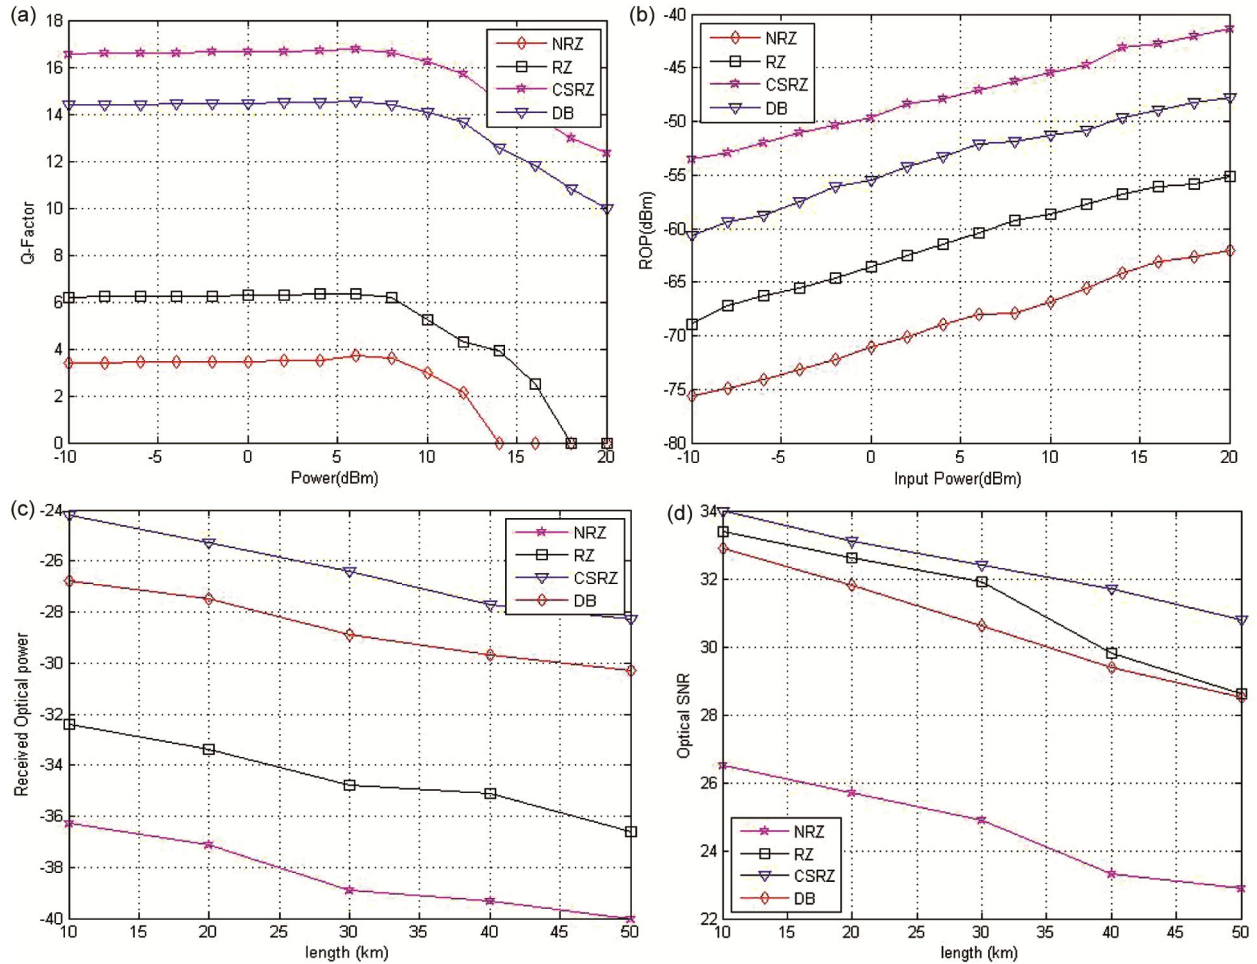 (a)
18
16
14
12
10
8
6
4
2
0
Q-Factor
-10
-5
0
5
10
15
20
Power(dBm)
NRZ
RZ
CSRZ
DB
(b)
-40
-45
-50
-55
-60
-65
-70
-75
-80
ROP(dBm)
-10
-5
0
5
10
15
20
Input Power(dBm)
NRZ
RZ
CSRZ
DB
(c)
-24
-26
-28
-30
-32
-34
-36
-38
-40
Received Optical power
10
15
20
25
30
35
40
45
50
length (km)
NRZ
RZ
CSRZ
DB
(d)
34
32
30
28
26
24
22
Optical SNR
10
15
20
25
30
35
40
45
50
length (km)
NRZ
RZ
CSRZ
DB